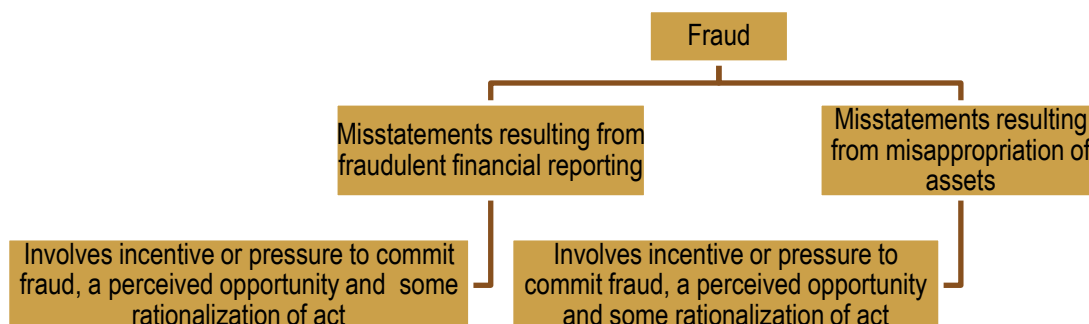 Fraud
Misstatements resulting from
fraudulent financial reporting
Misstatements resulting
from misappropriation of
assets
Involves incentive or pressure to commit
fraud, a perceived opportunity and some
rationalization of act
Involves incentive or pressure to
commit fraud, a perceived opportunity
and some rationalization of act